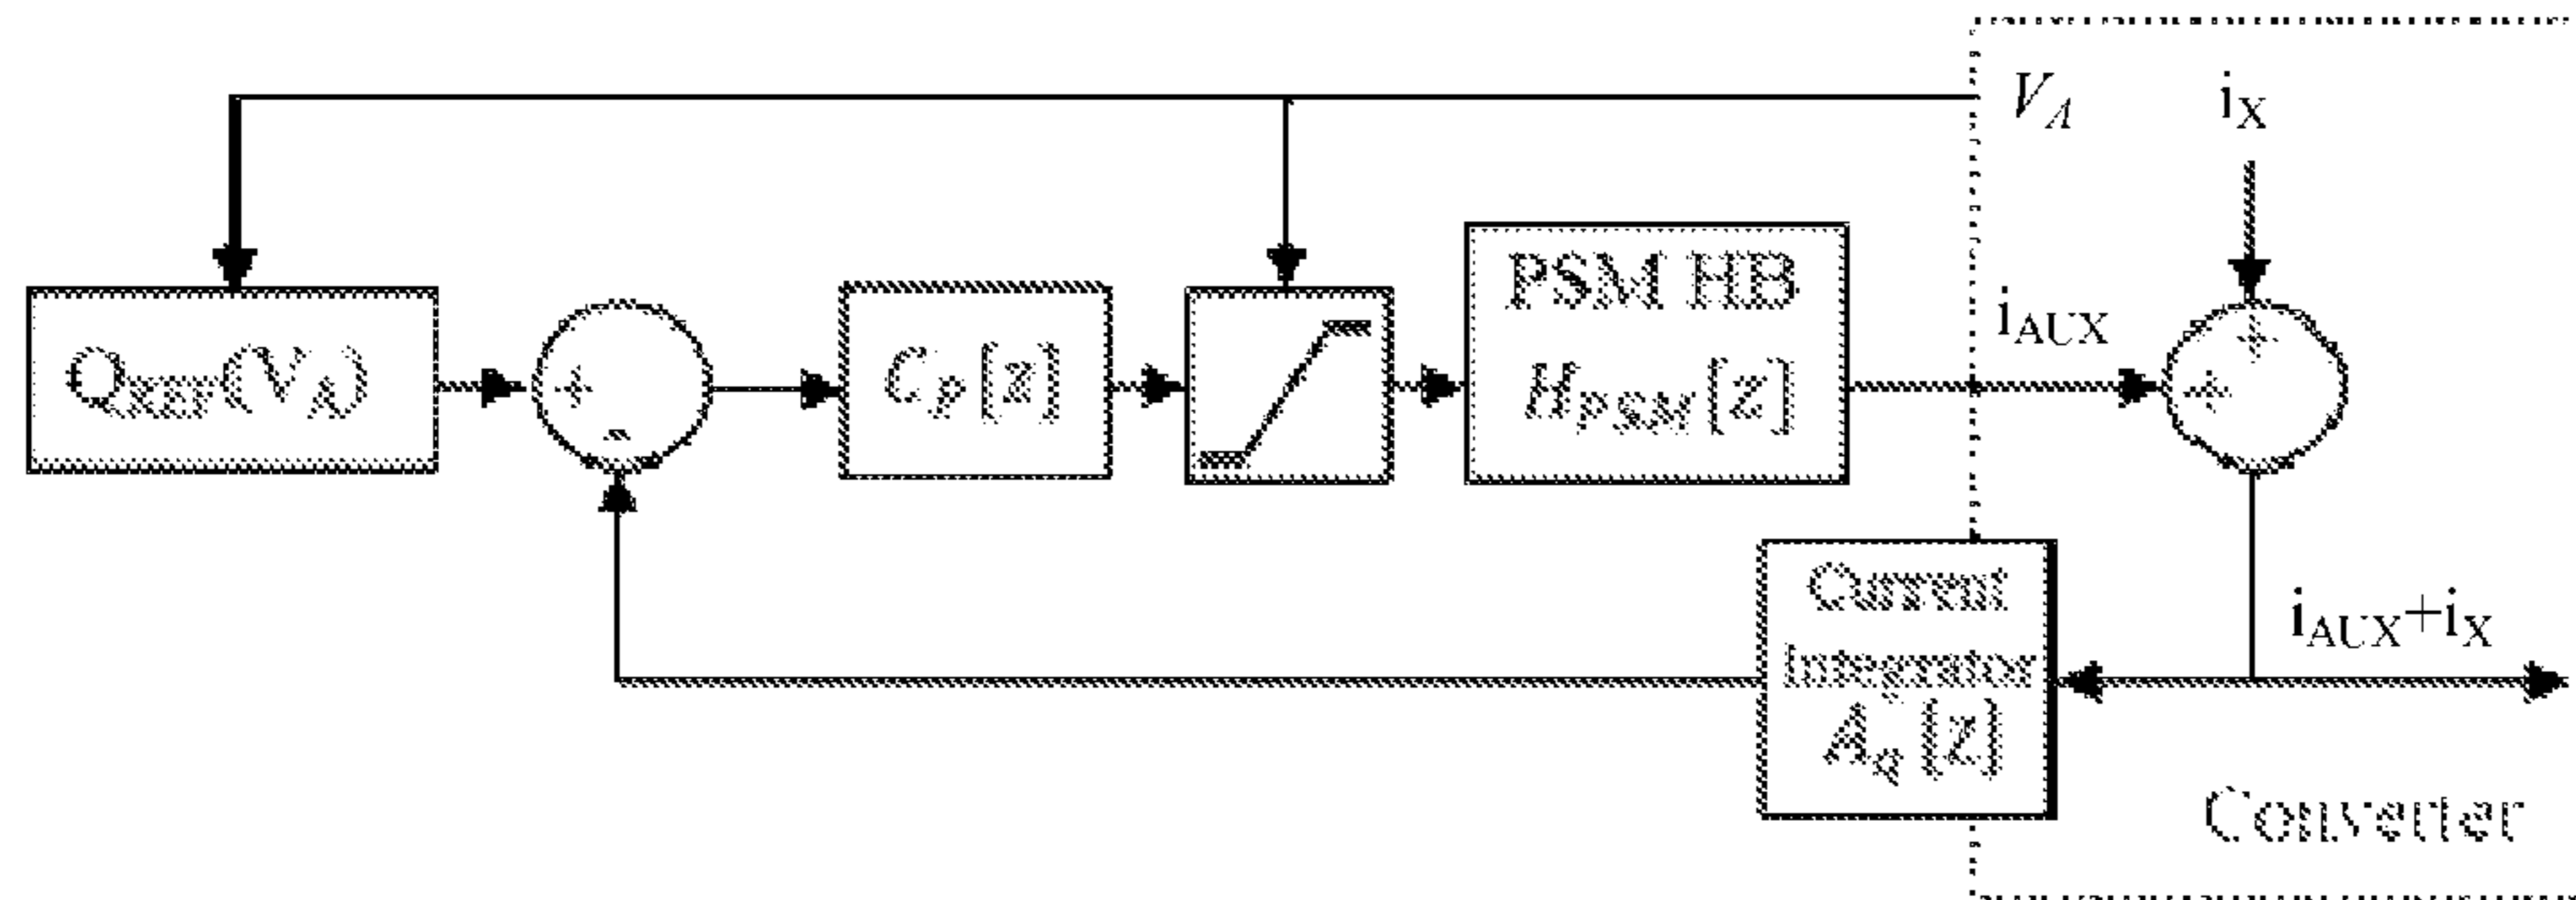 V_A
i_X
PSM HB
i_AUX
Q_REF(V_A)
+
-
C_P[z]
H_PSM[z]
+
+
Current
Integrator
A_q[z]
i_AUX+i_X
Converter